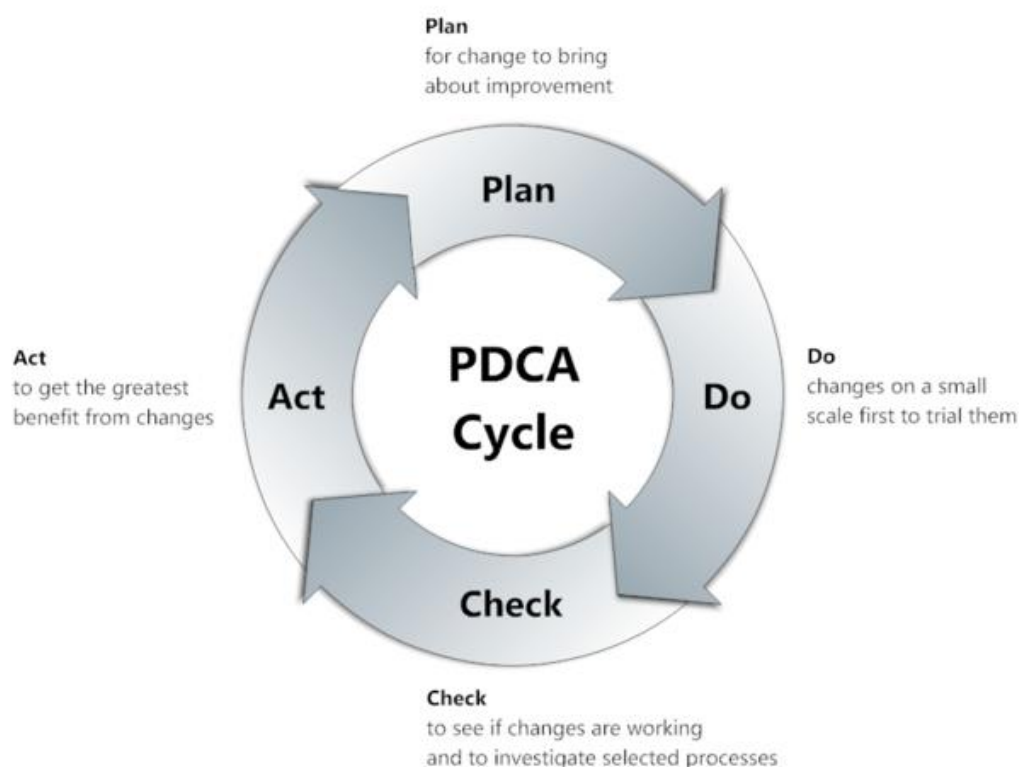 Plan
for change to bring
about improvement
Plan
Act
to get the greatest
benefit from changes
Act
PDCA
Cycle
Do
Do
changes on a small
scale first to trial them
Check
Check
to see if changes are working
and to investigate selected processes